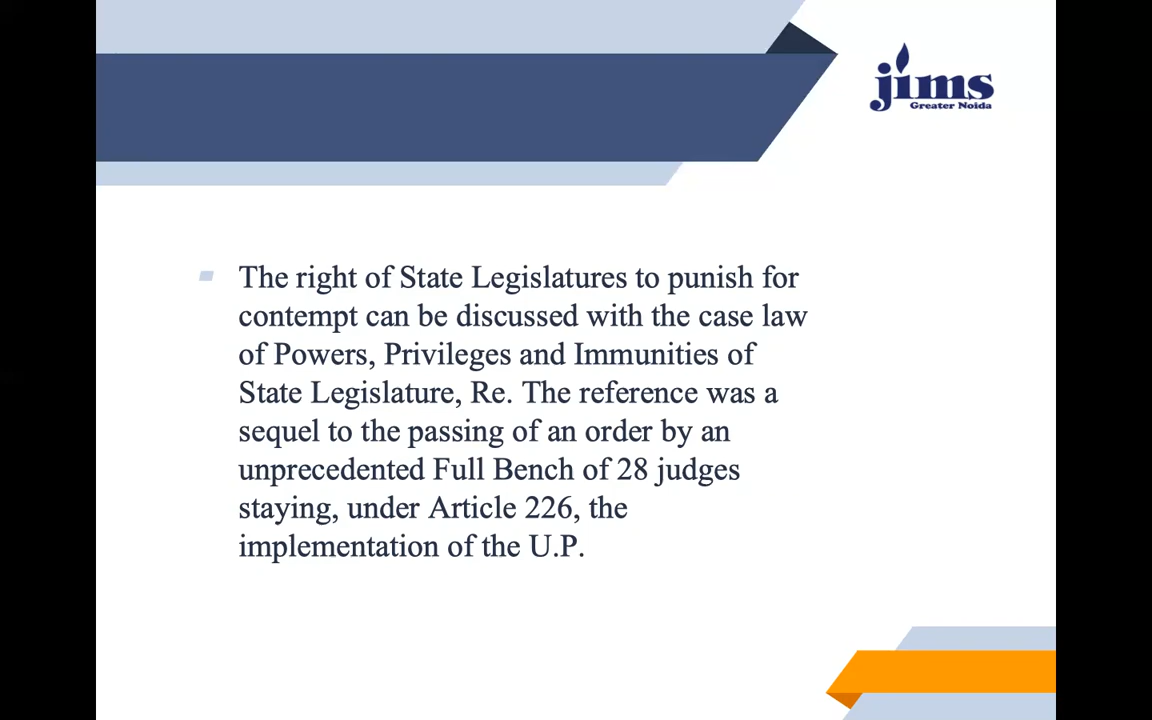 jims
Greater Noida
The right of State Legislatures to punish for
contempt can be discussed with the case law
of Powers, Privileges and Immunities of
State Legislature, Re. The reference was a
sequel to the passing of an order by an
unprecedented Full Bench of 28 judges
staying, under Article 226, the
implementation of the U.P.